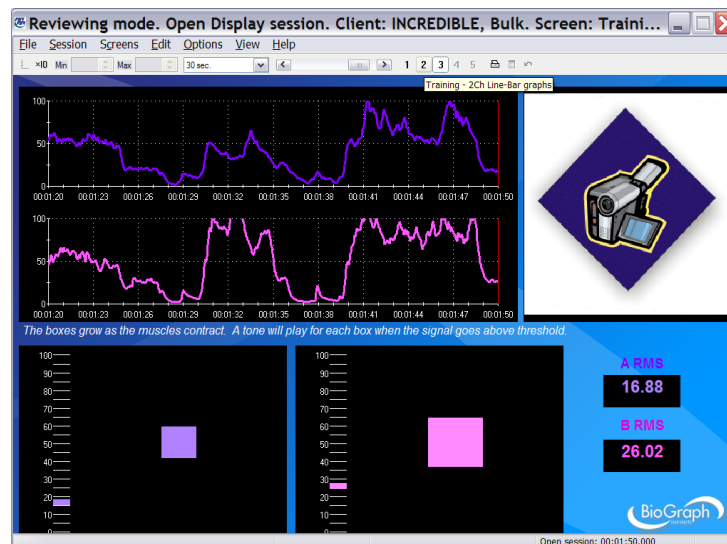 Reviewing mode. Open Display session. Client: INCREDIBLE, Bulk. Screen: Traini...
File Session Screens Edit Options View Help
×10 Min Max 30 sec. 1 2 3 4 5
Training - 2Ch Line-Bar graphs
100
50
0
00:01:20 00:01:23 00:01:26 00:01:29 00:01:32 00:01:35 00:01:38 00:01:41 00:01:44 00:01:47 00:01:50
100
50
0
00:01:20 00:01:23 00:01:26 00:01:29 00:01:32 00:01:35 00:01:38 00:01:41 00:01:44 00:01:47 00:01:50
The boxes grow as the muscles contract. A tone will play for each box when the signal goes above threshold.
100
90
80
70
60
50
40
30
20
10
0
100
90
80
70
60
50
40
30
20
10
0
A RMS
16.88
B RMS
26.02
BioGraph
INFINITI
Open session: 00:01:50.000